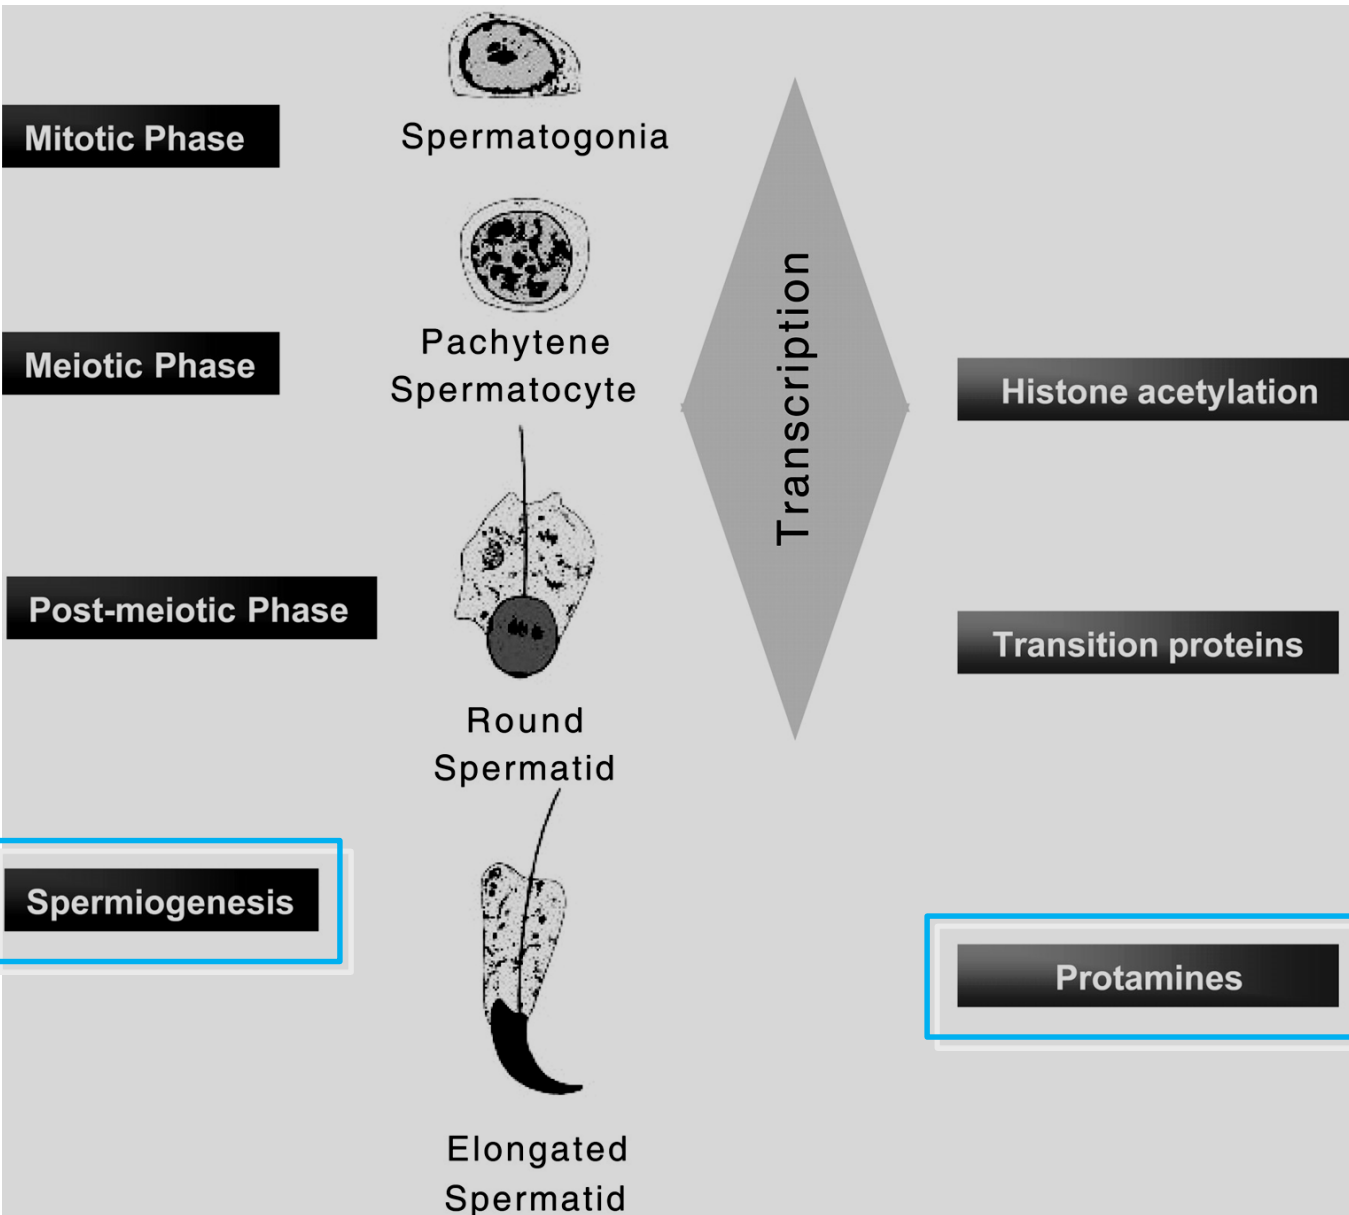 Mitotic Phase
Spermatogonia
Meiotic Phase
Pachytene
Spermatocyte
Transcription
Histone acetylation
Post-meiotic Phase
Transition proteins
Round
Spermatid
Spermiogenesis
Protamines
Elongated
Spermatid